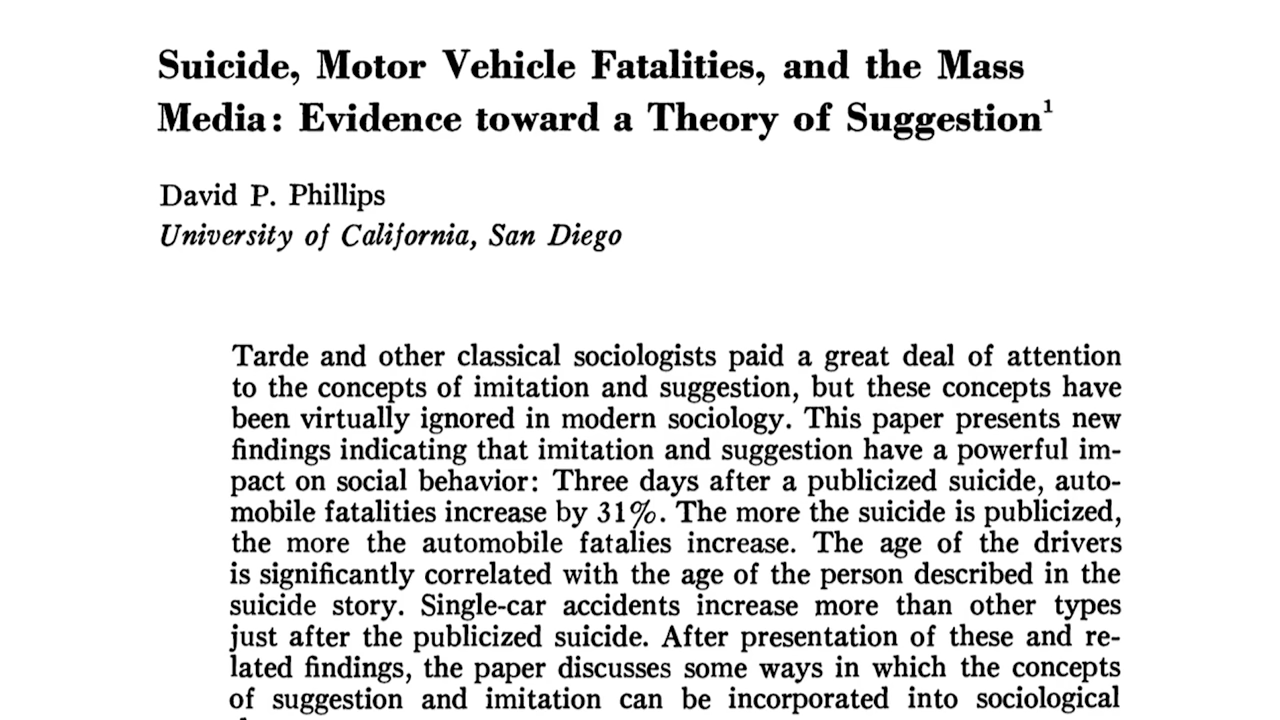 Suicide, Motor Vehicle Fatalities, and the Mass
Media: Evidence toward a Theory of Suggestion¹
David P. Phillips
University of California, San Diego
Tarde and other classical sociologists paid a great deal of attention
to the concepts of imitation and suggestion, but these concepts have
been virtually ignored in modern sociology. This paper presents new
findings indicating that imitation and suggestion have a powerful im-
pact on social behavior: Three days after a publicized suicide, auto-
mobile fatalities increase by 31%. The more the suicide is publicized,
the more the automobile fatalies increase. The age of the drivers
is significantly correlated with the age of the person described in the
suicide story. Single-car accidents increase more than other types
just after the publicized suicide. After presentation of these and re-
lated findings, the paper discusses some ways in which the concepts
of suggestion and imitation can be incorporated into sociological